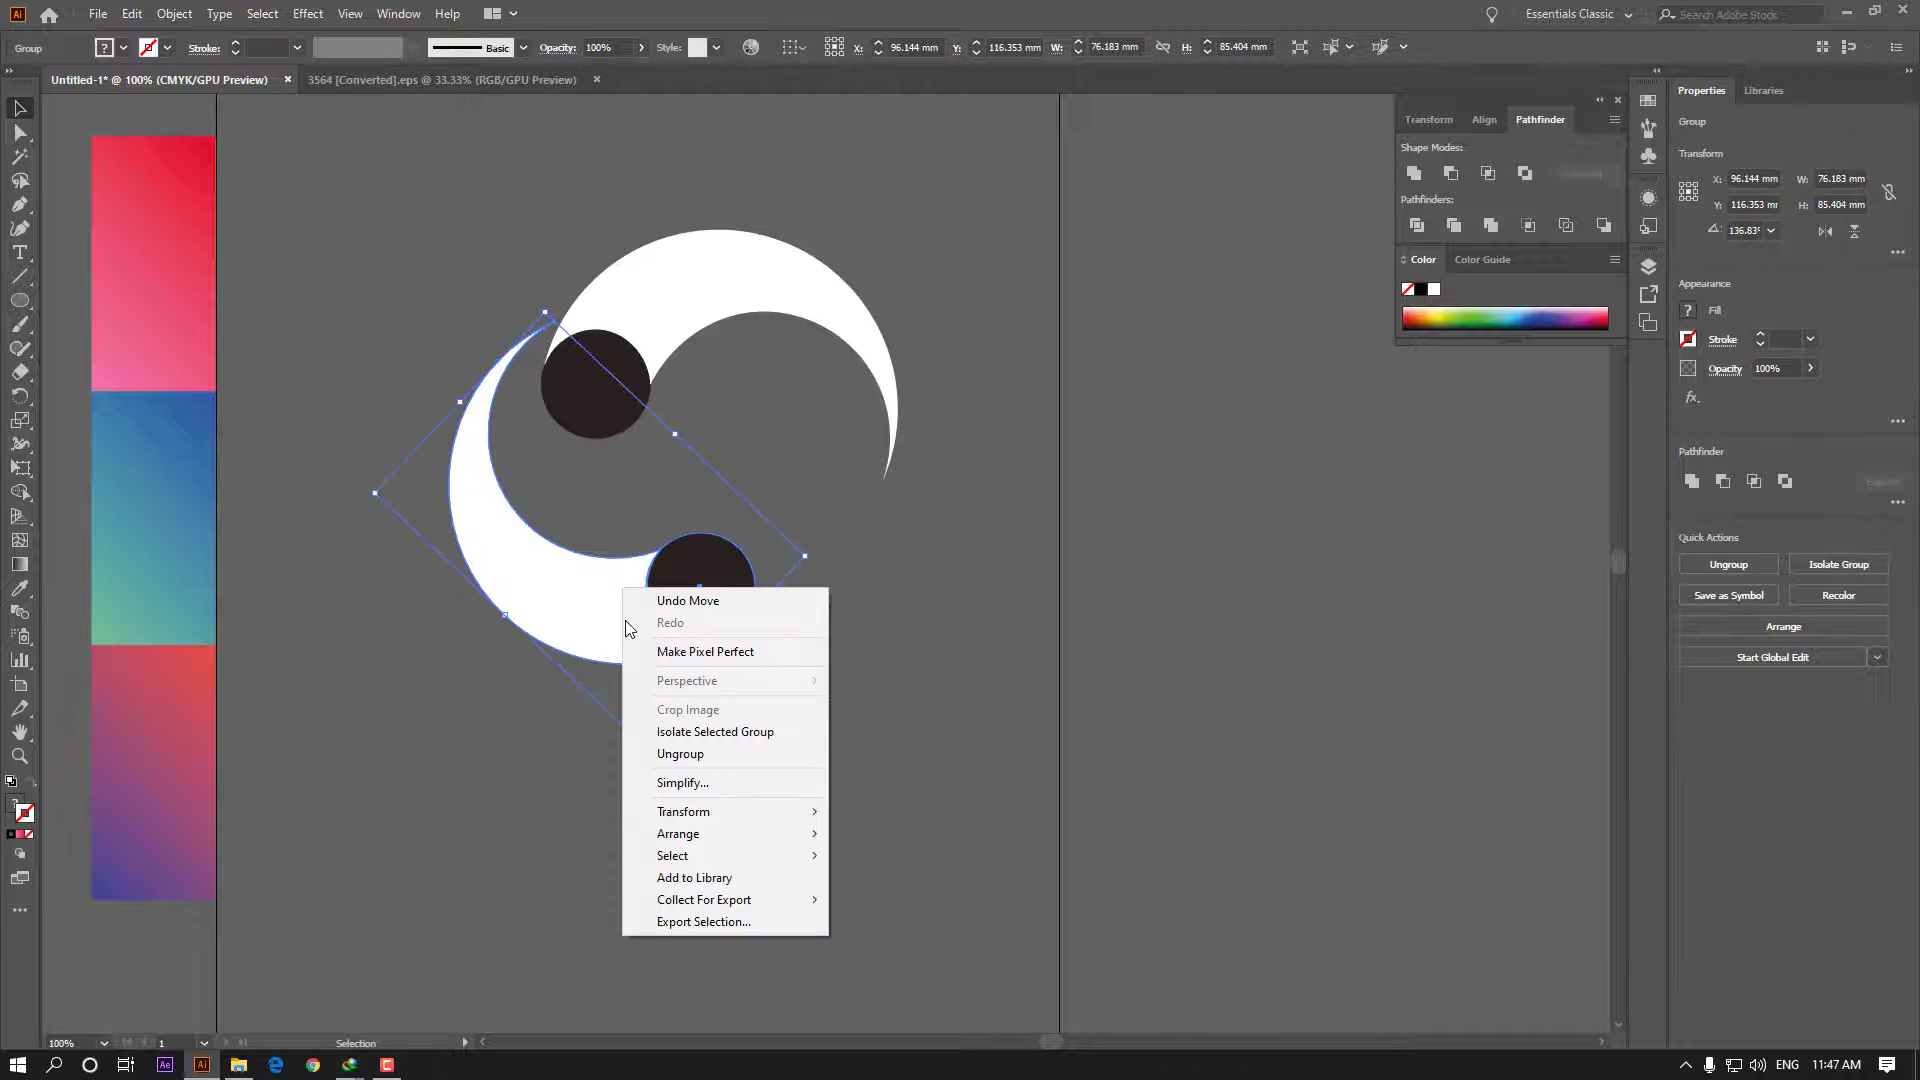 Ai File Edit Object Type Select Effect View Window Help Essentials Classic Search Adobe Stock
Group ? Stroke: Basic Opacity: 100% Style: X: 96.144 mm Y: 116.353 mm W: 76.183 mm H: 85.404 mm
Untitled-1* @ 100% (CMYK/GPU Preview) 3564 [Converted].eps @ 33.33% (RGB/GPU Preview)
Transform Align Pathfinder
Shape Modes:
Pathfinders:
Color Color Guide
Properties Libraries
Group
Transform
X: 96.144 mm W: 76.183 mm
Y: 116.353 mm H: 85.404 mm
136.83°
Appearance
? Fill
Stroke
Opacity 100%
fx.
Pathfinder
Expand
Quick Actions
Ungroup Isolate Group
Save as Symbol Recolor
Arrange
Start Global Edit
Undo Move
Redo
Make Pixel Perfect
Perspective
Crop Image
Isolate Selected Group
Ungroup
Simplify...
Transform
Arrange
Select
Add to Library
Collect For Export
Export Selection...
100% 1 Selection
Ae Ai ENG 11:47 AM